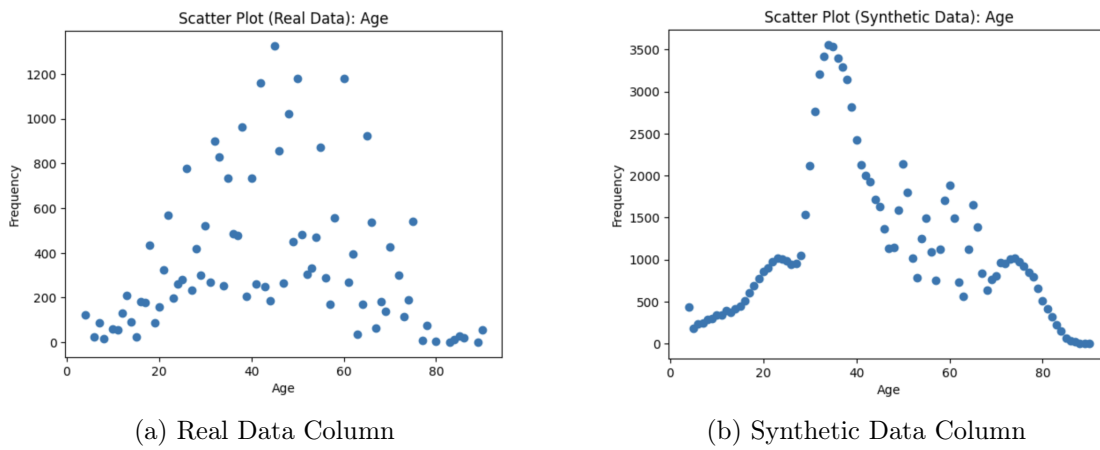 Scatter Plot (Real Data): Age
1200
1000
800
600
400
200
0
Frequency
0 20 40 60 80
Age
(a) Real Data Column
Scatter Plot (Synthetic Data): Age
3500
3000
2500
2000
1500
1000
500
0
Frequency
0 20 40 60 80
Age
(b) Synthetic Data Column